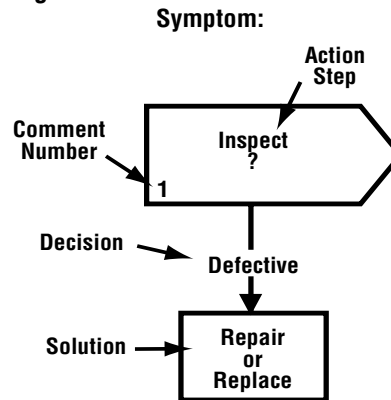 Symptom:
Action
Step
Comment
Number
Inspect
?
1
Decision
Defective
Solution
Repair
or
Replace